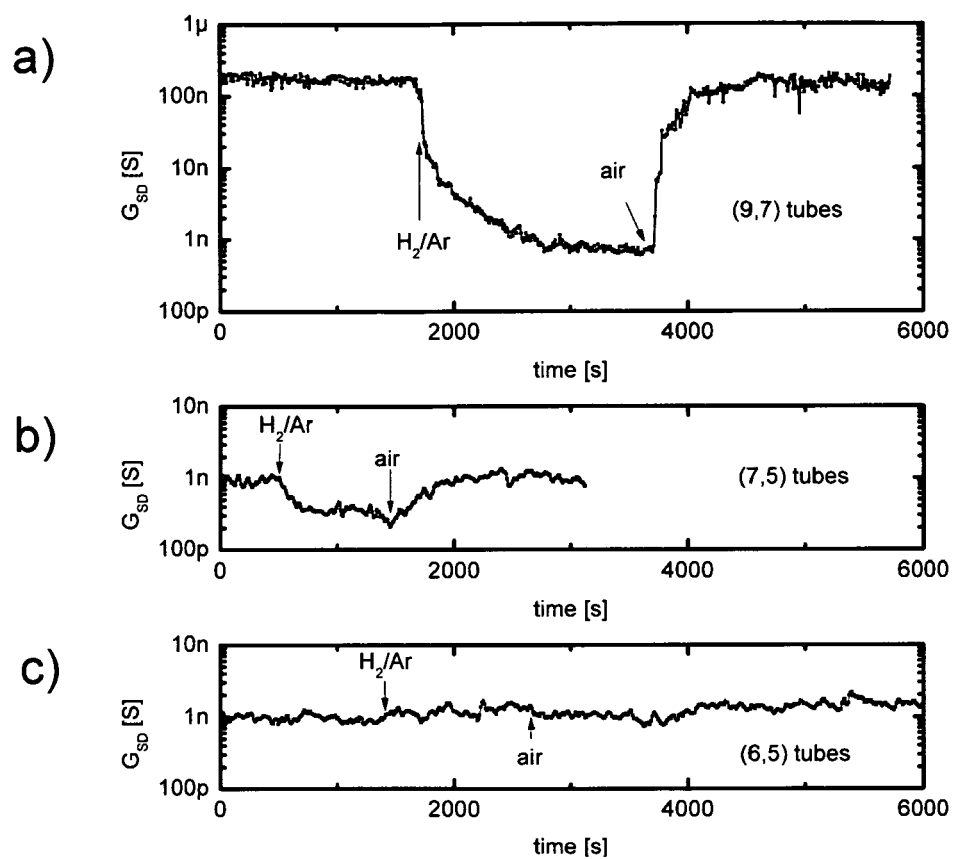 a)
1µ
100n
10n
1n
100p
G_SD [S]
H₂/Ar
air
(9,7) tubes
0 2000 4000 6000
time [s]
b)
10n
1n
100p
G_SD [S]
H₂/Ar
air
(7,5) tubes
0 2000 4000 6000
time [s]
c)
10n
1n
100p
G_SD [S]
H₂/Ar
air
(6,5) tubes
0 2000 4000 6000
time [s]